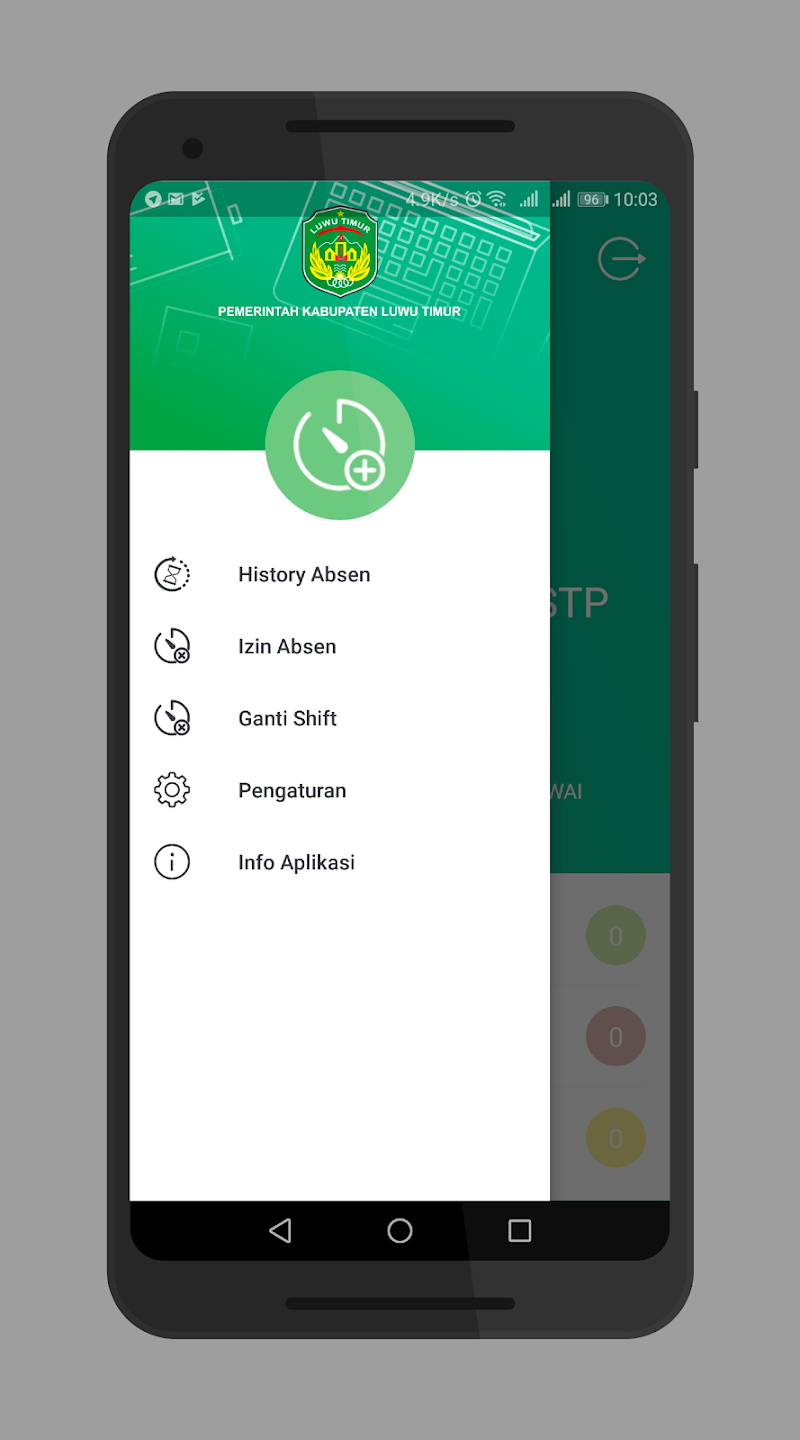 4.9K/s 96 10:03
LUWU TIMUR
PEMERINTAH KABUPATEN LUWU TIMUR
History Absen
STP
Izin Absen
Ganti Shift
Pengaturan
WAI
Info Aplikasi
0
0
0